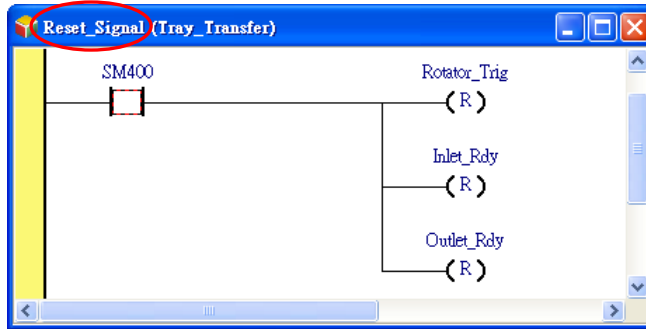 Reset_Signal (Tray_Transfer)
SM400
Rotator_Trig
( R )
Inlet_Rdy
( R )
Outlet_Rdy
( R )